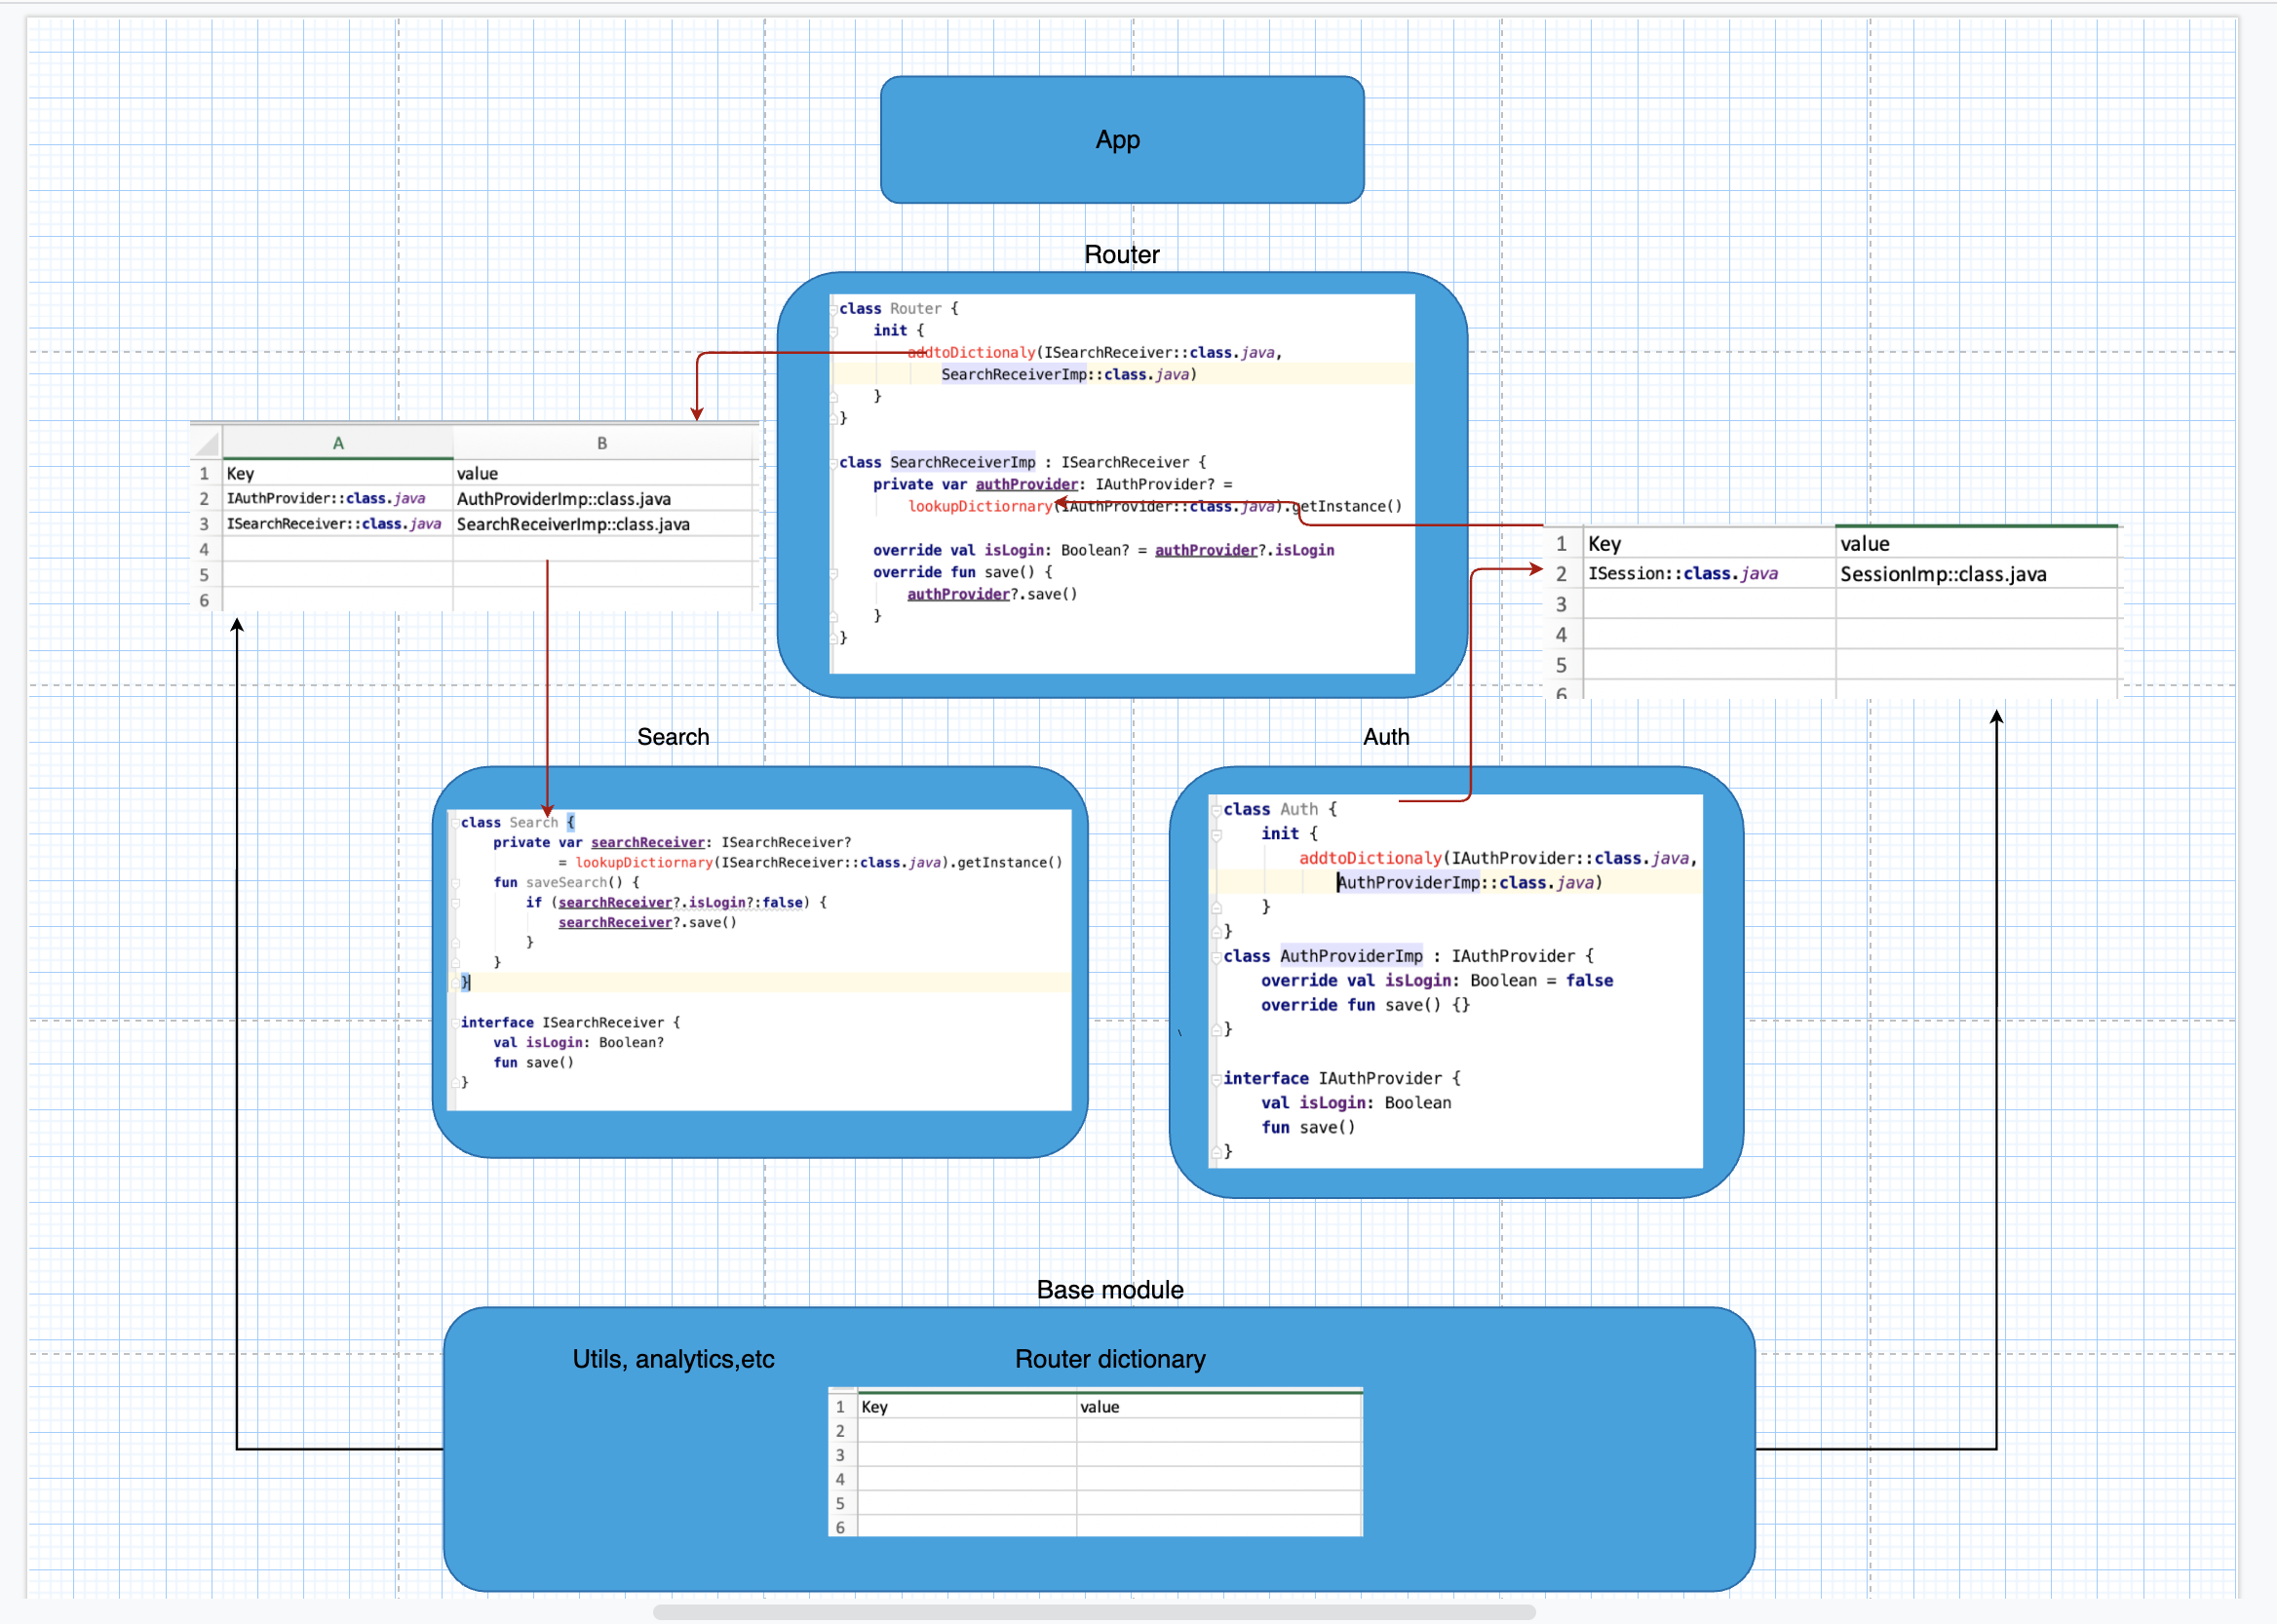 App
Router
class Router {
init {
addtoDictionaly(ISearchReceiver::class.java,
SearchReceiverImp::class.java)
}
}
class SearchReceiverImp : ISearchReceiver {
private var authProvider: IAuthProvider? =
lookupDictiornary(IAuthProvider::class.java).getInstance()
override val isLogin: Boolean? = authProvider?.isLogin
override fun save() {
authProvider?.save()
}
}
A B
1 Key value
2 IAuthProvider::class.java AuthProviderImp::class.java
3 ISearchReceiver::class.java SearchReceiverImp::class.java
4
5
6
1 Key value
2 ISession::class.java SessionImp::class.java
3
4
5
6
Search
class Search {
private var searchReceiver: ISearchReceiver?
= lookupDictiornary(ISearchReceiver::class.java).getInstance()
fun saveSearch() {
if (searchReceiver?.isLogin?:false) {
searchReceiver?.save()
}
}
}
interface ISearchReceiver {
val isLogin: Boolean?
fun save()
}
Auth
class Auth {
init {
addtoDictionaly(IAuthProvider::class.java,
AuthProviderImp::class.java)
}
}
class AuthProviderImp : IAuthProvider {
override val isLogin: Boolean = false
override fun save() {}
}
\
interface IAuthProvider {
val isLogin: Boolean
fun save()
}
Base module
Utils, analytics,etc
Router dictionary
1 Key value
2
3
4
5
6